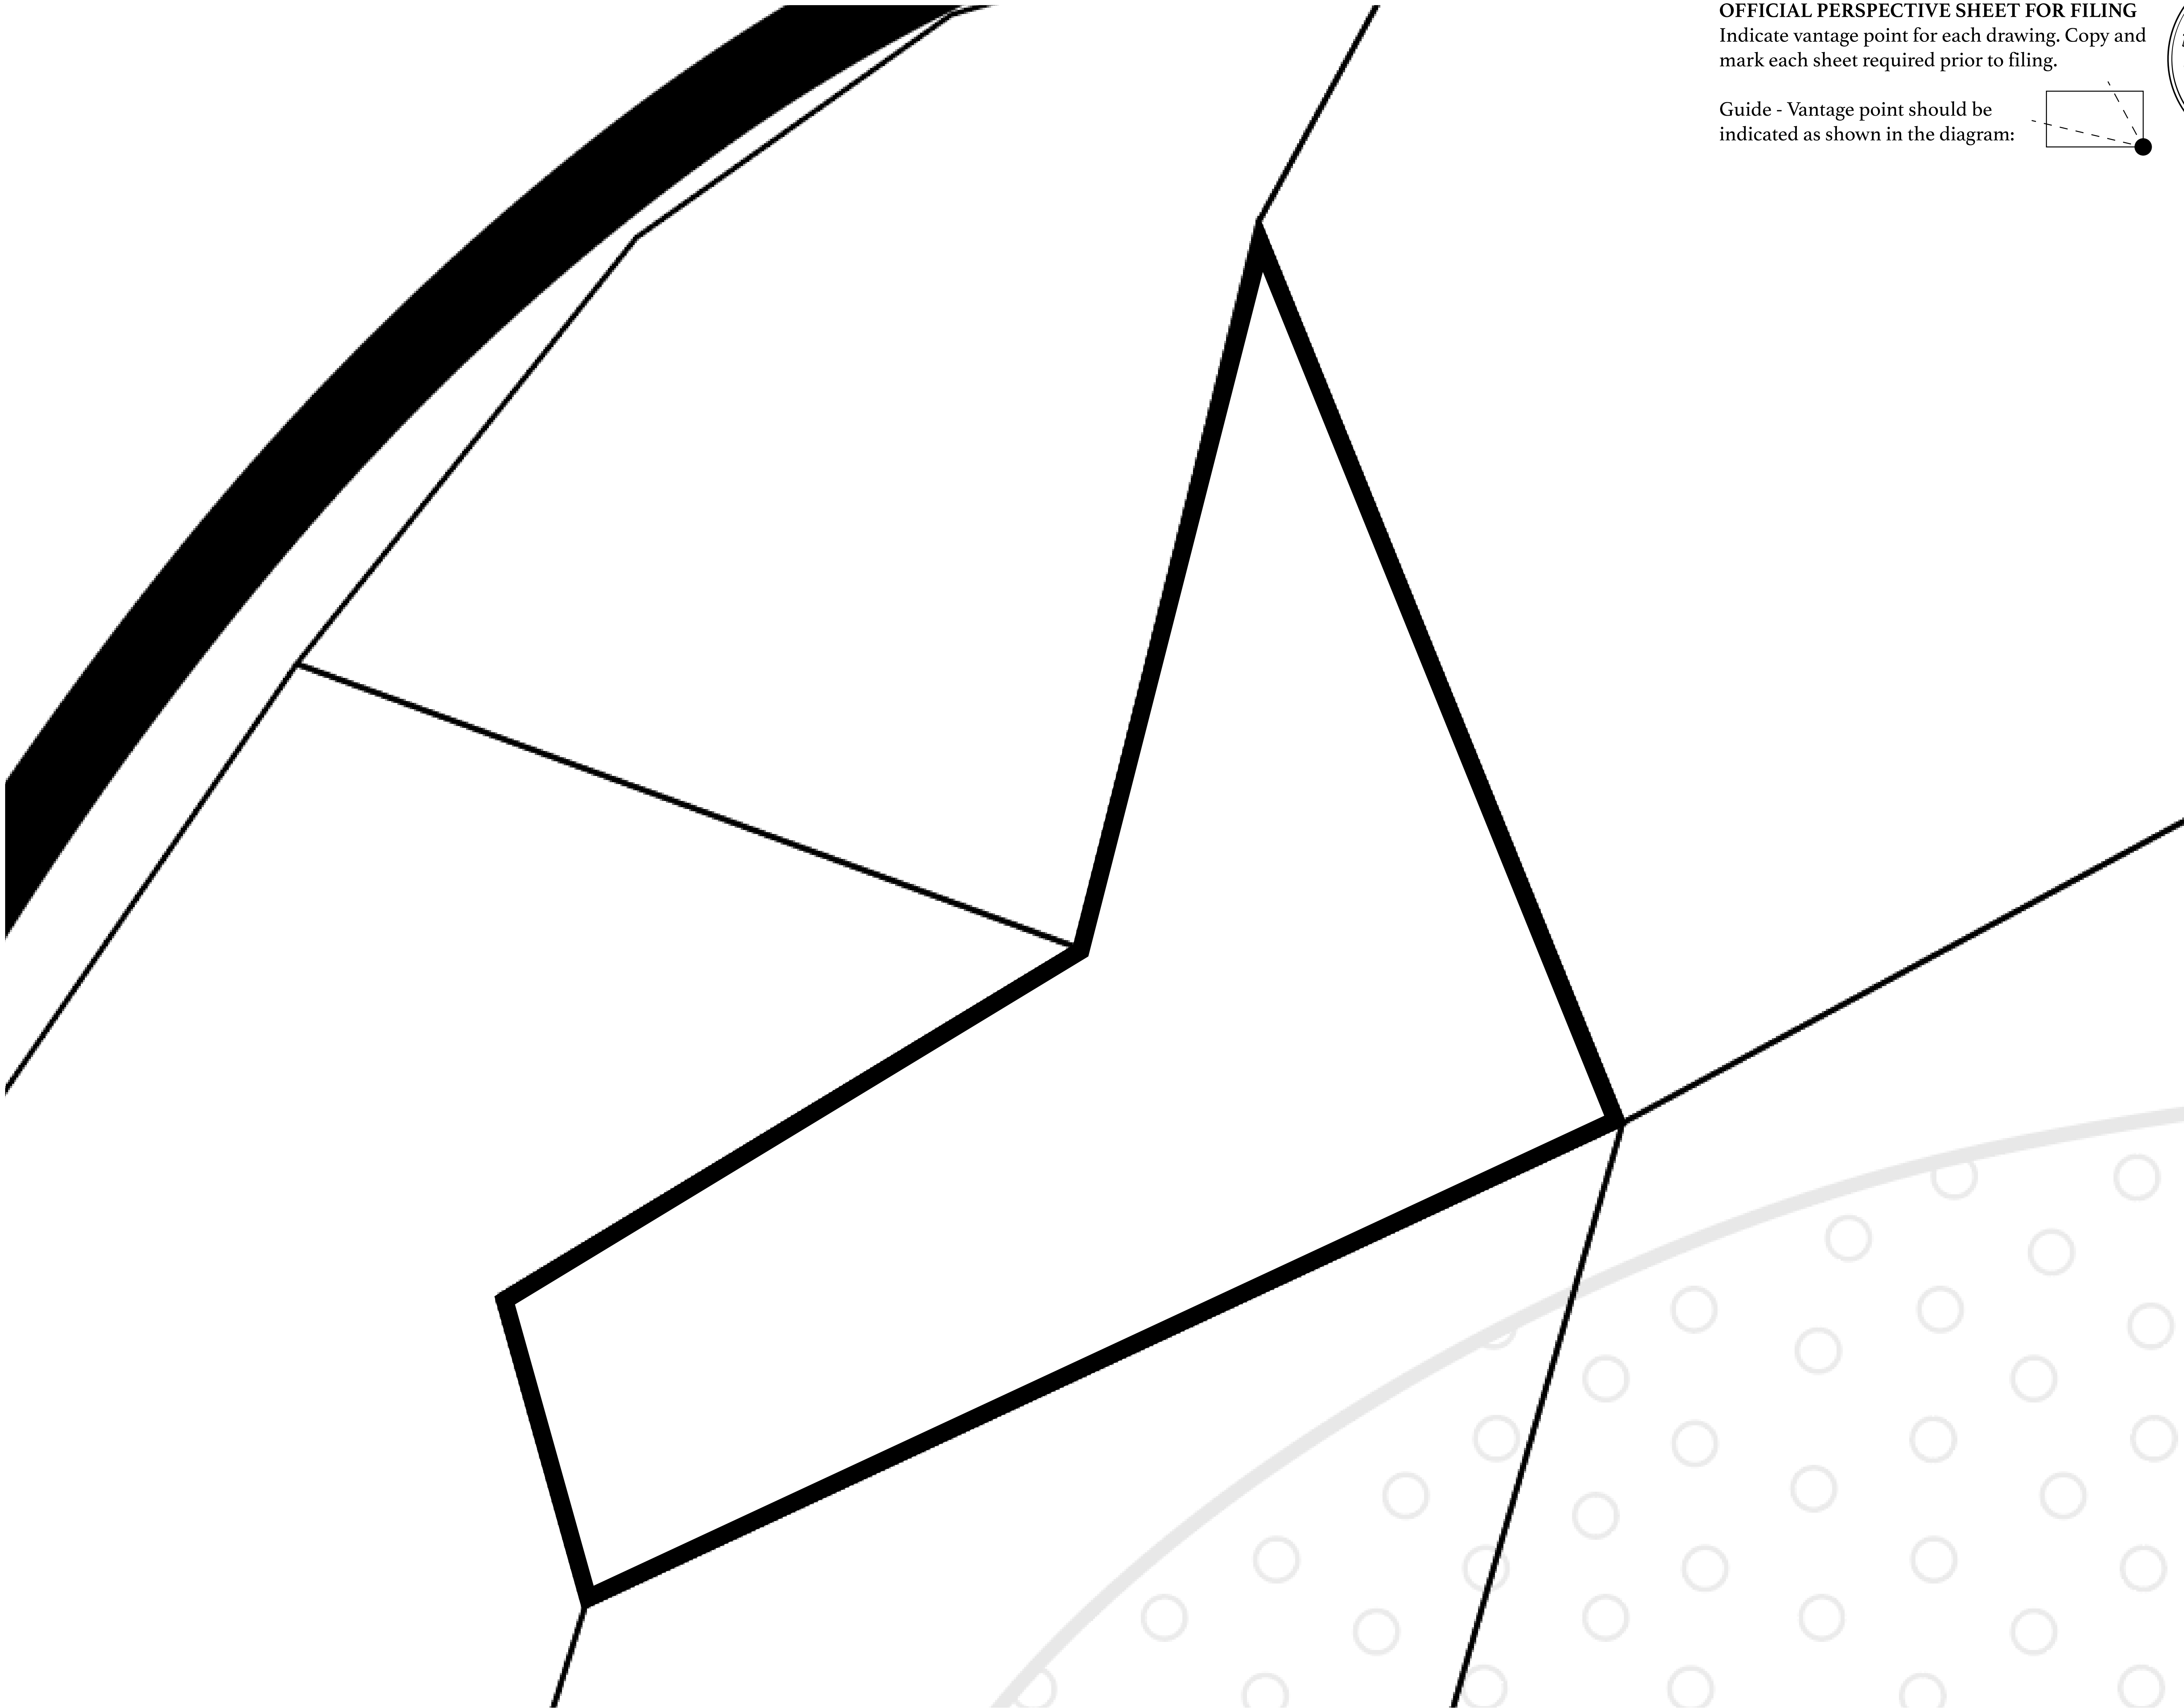 OFFICIAL PERSPECTIVE SHEET FOR FILING
Indicate vantage point for each drawing. Copy and
mark each sheet required prior to filing.
Guide - Vantage point should be
indicated as shown in the diagram: